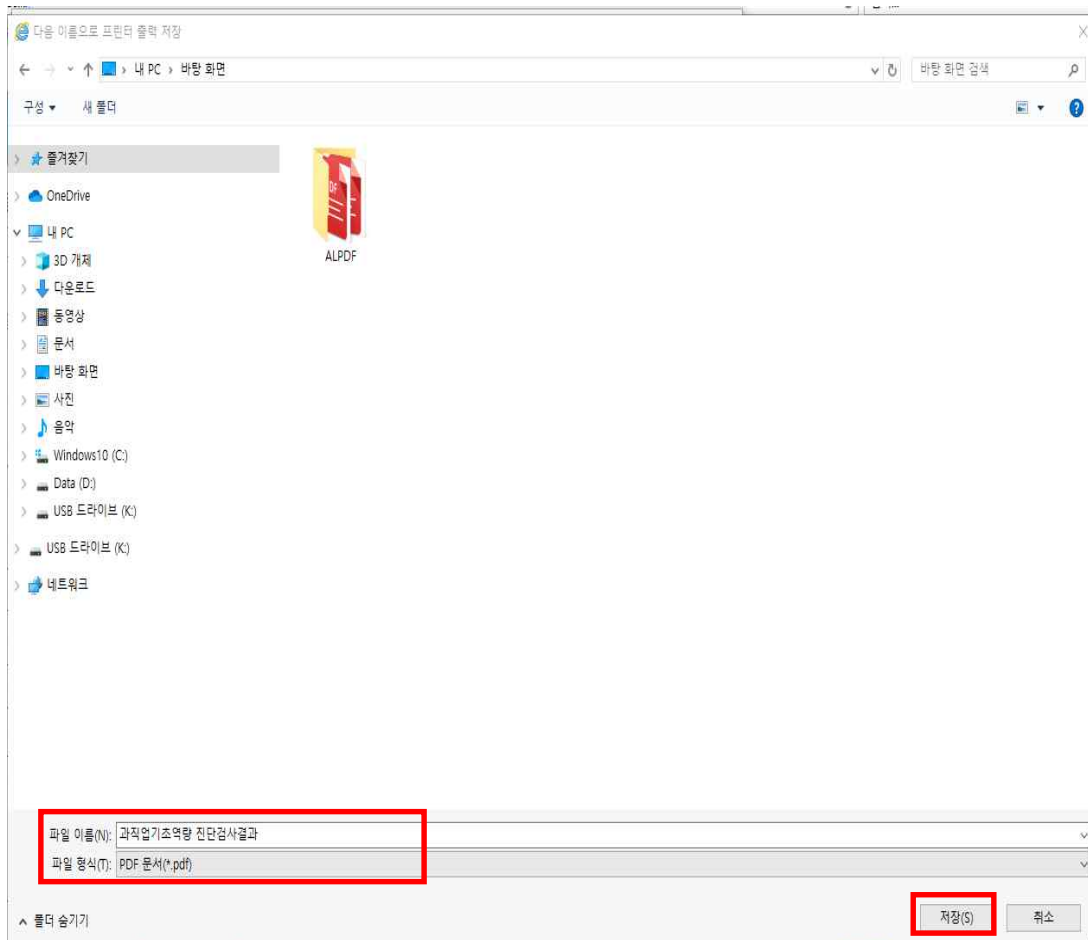 다음 이름으로 프린터 출력 저장
내 PC › 바탕 화면
바탕 화면 검색
구성
새 폴더
즐겨찾기
OneDrive
내 PC
3D 개체
다운로드
동영상
문서
바탕 화면
사진
음악
Windows10 (C:)
Data (D:)
USB 드라이브 (K:)
USB 드라이브 (K:)
네트워크
ALPDF
파일 이름(N): 과직업기초역량 진단검사결과
파일 형식(T): PDF 문서(*.pdf)
폴더 숨기기
저장(S)
취소